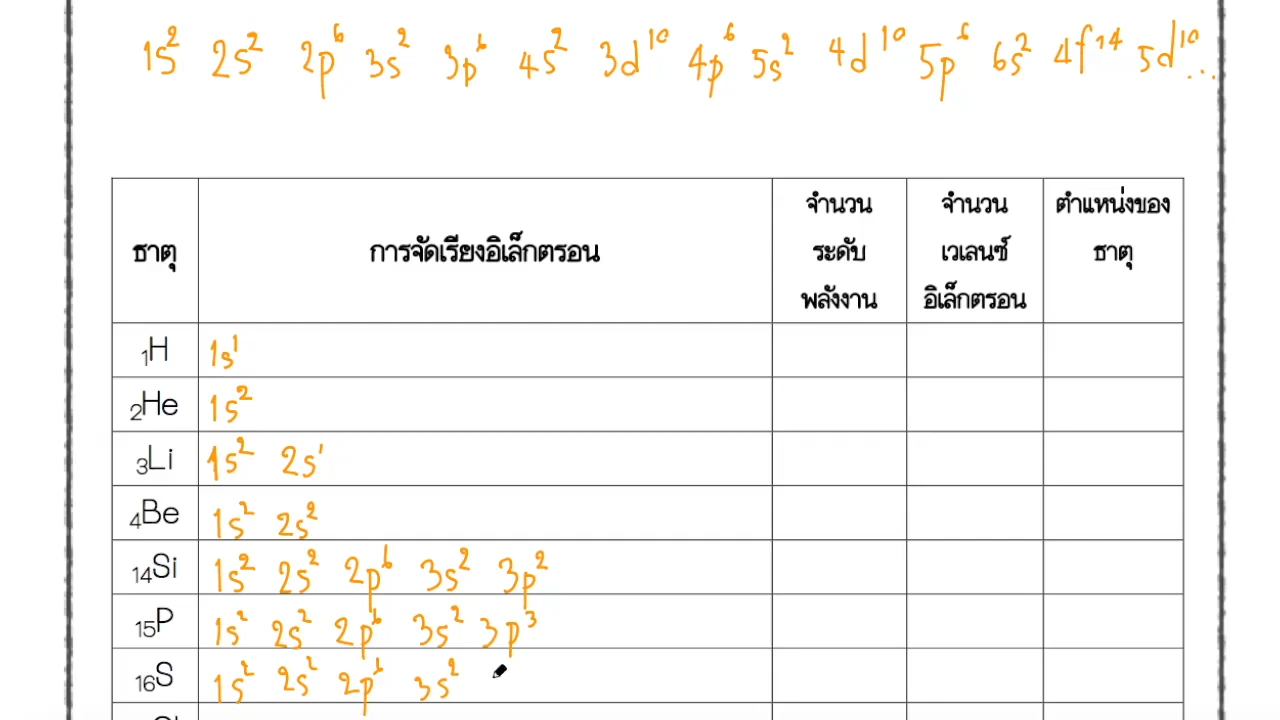 1s² 2s² 2p⁶ 3s² 3p⁶ 4s² 3d¹⁰ 4p⁶ 5s² 4d¹⁰ 5p⁶ 6s² 4f¹⁴ 5d¹⁰...
ธาตุ การจัดเรียงอิเล็กตรอน จำนวนระดับพลังงาน จำนวนเวเลนซ์อิเล็กตรอน ตำแหน่งของธาตุ
₁H 1s¹
₂He 1s²
₃Li 1s² 2s¹
₄Be 1s² 2s²
₁₄Si 1s² 2s² 2p⁶ 3s² 3p²
₁₅P 1s² 2s² 2p⁶ 3s² 3p³
₁₆S 1s² 2s² 2p⁶ 3s²